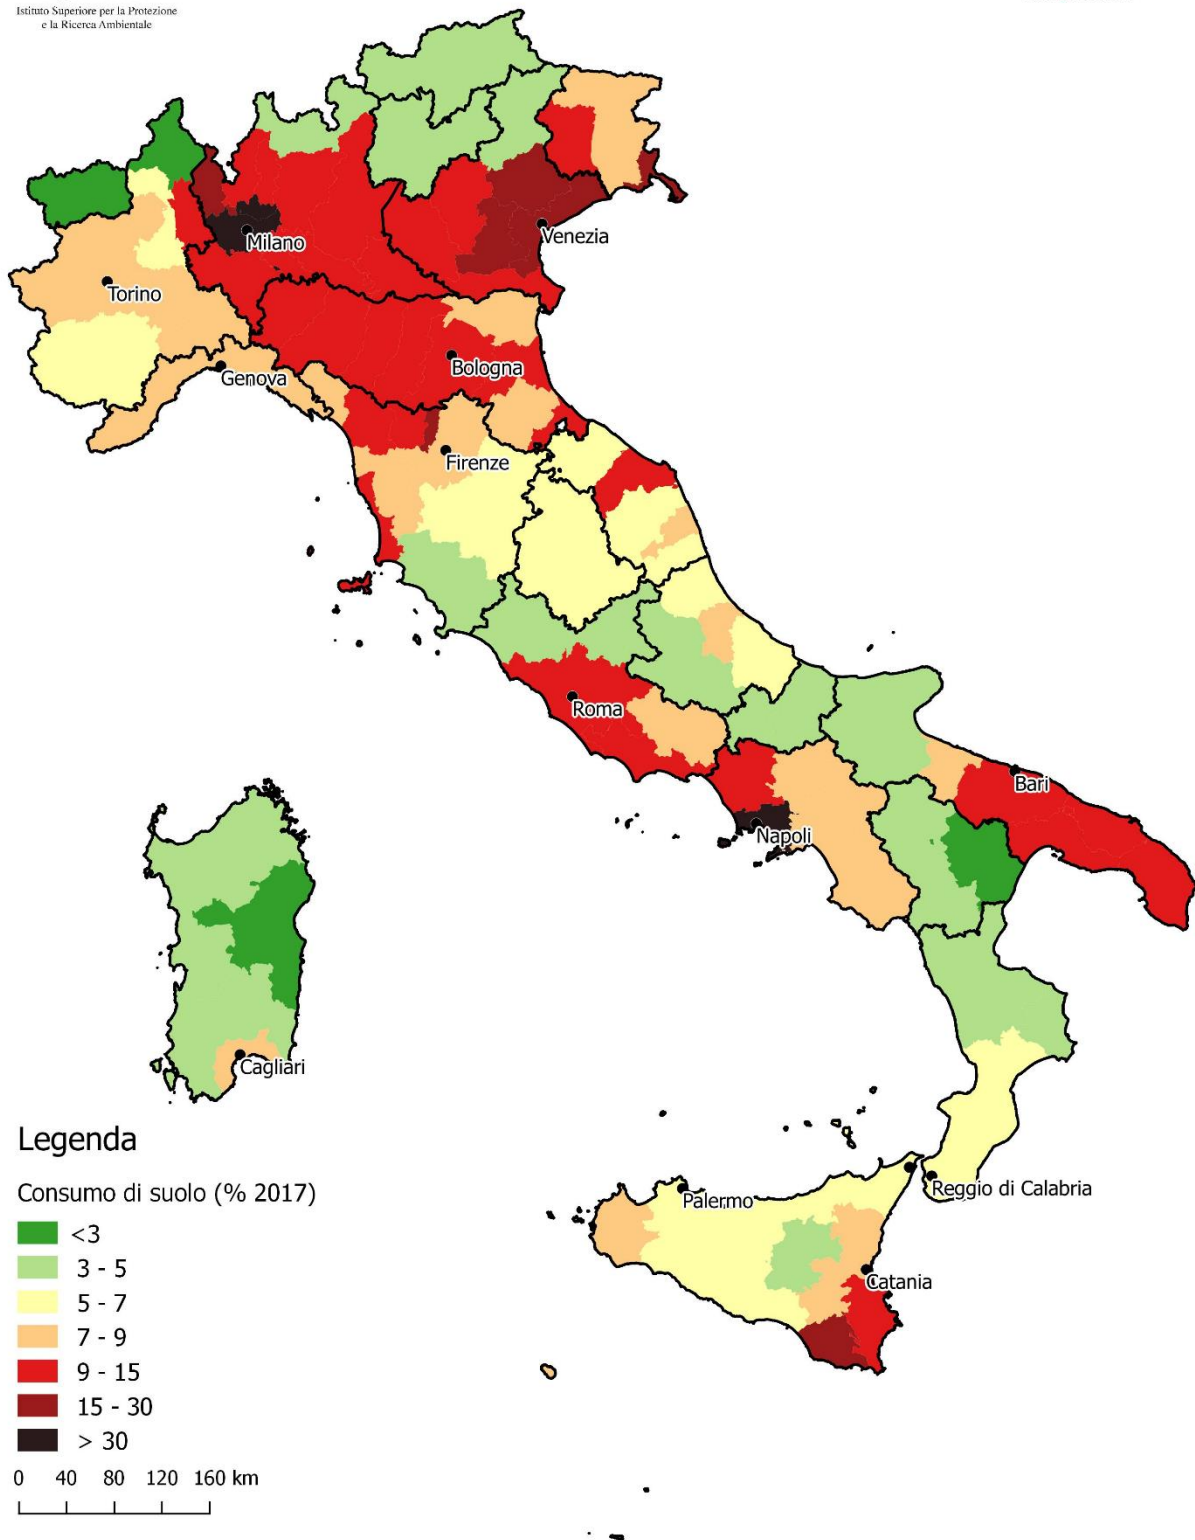 Istituto Superiore per la Protezione
e la Ricerca Ambientale
Milano
Venezia
Torino
Bologna
Genova
Firenze
Roma
Bari
Napoli
Cagliari
Reggio di Calabria
Palermo
Catania
Legenda
Consumo di suolo (% 2017)
<3
3 - 5
5 - 7
7 - 9
9 - 15
15 - 30
> 30
0 40 80 120 160 km